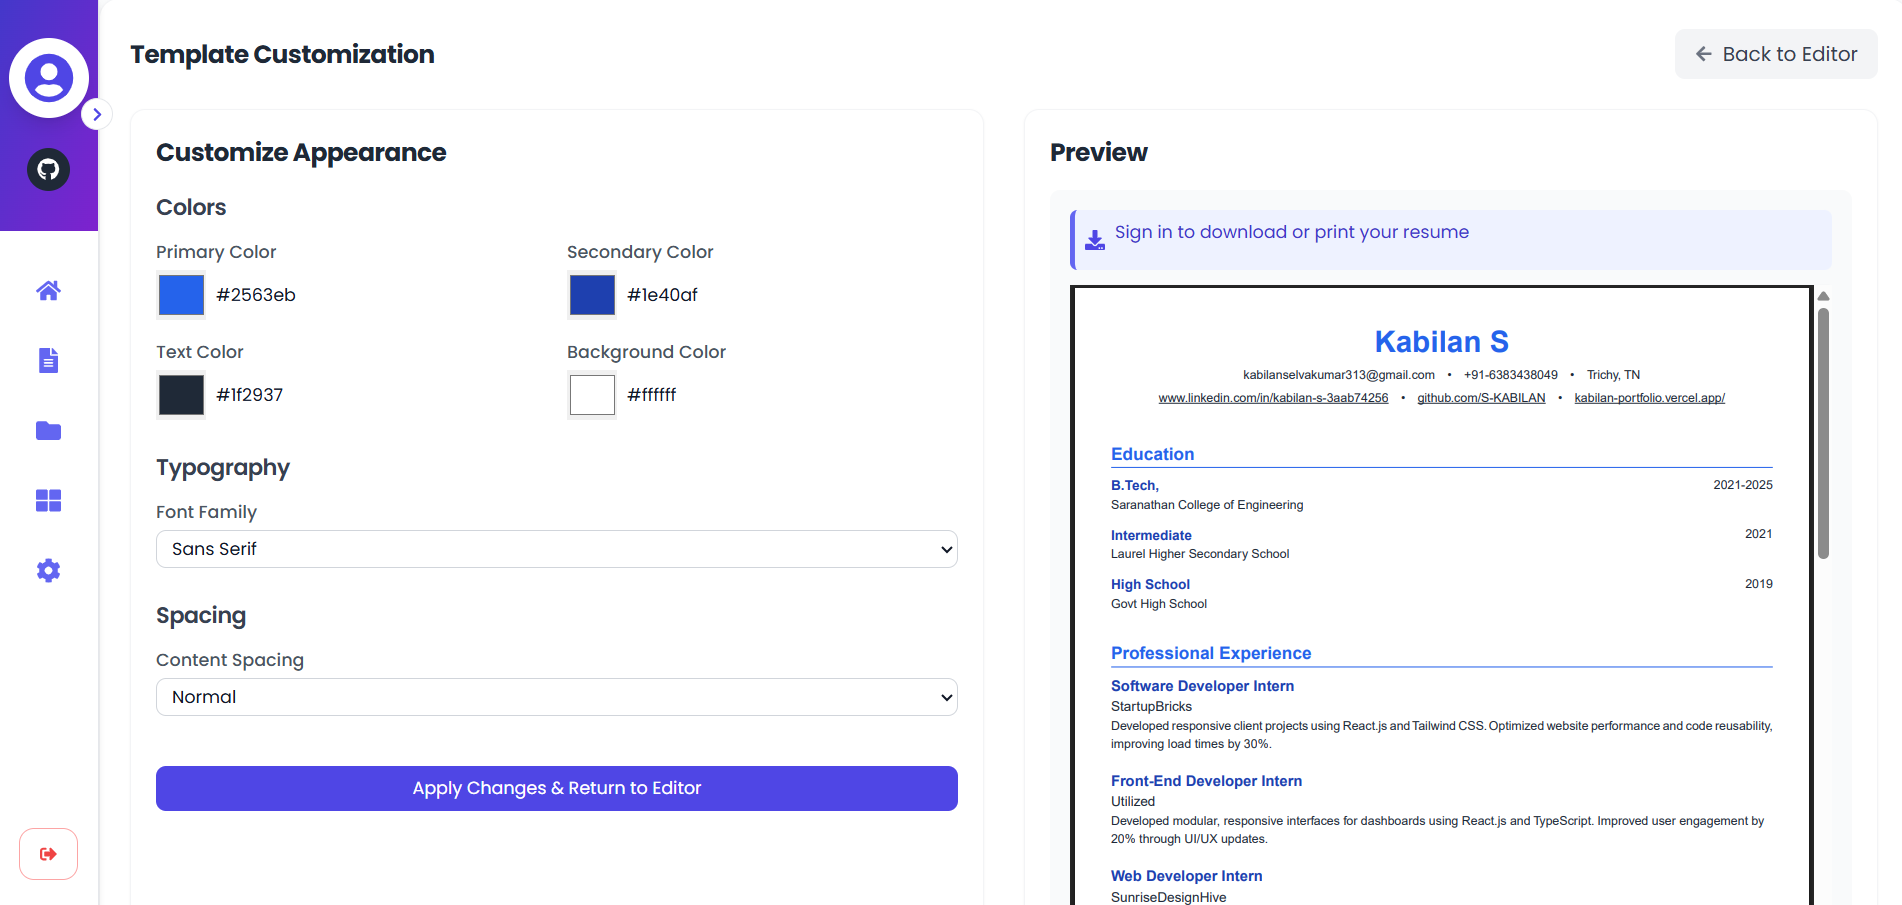 Template Customization
Back to Editor
Customize Appearance
Colors
Primary Color
#2563eb
Secondary Color
#1e40af
Text Color
#1f2937
Background Color
#ffffff
Typography
Font Family
Sans Serif
Spacing
Content Spacing
Normal
Apply Changes & Return to Editor
Preview
Sign in to download or print your resume
Kabilan S
kabilanselvakumar313@gmail.com • +91-6383438049 • Trichy, TN
www.linkedin.com/in/kabilan-s-3aab74256 • github.com/S-KABILAN • kabilan-portfolio.vercel.app/
Education
B.Tech, 2021-2025
Saranathan College of Engineering
Intermediate 2021
Laurel Higher Secondary School
High School 2019
Govt High School
Professional Experience
Software Developer Intern
StartupBricks
Developed responsive client projects using React.js and Tailwind CSS. Optimized website performance and code reusability,
improving load times by 30%.
Front-End Developer Intern
Utilized
Developed modular, responsive interfaces for dashboards using React.js and TypeScript. Improved user engagement by
20% through UI/UX updates.
Web Developer Intern
SunriseDesignHive